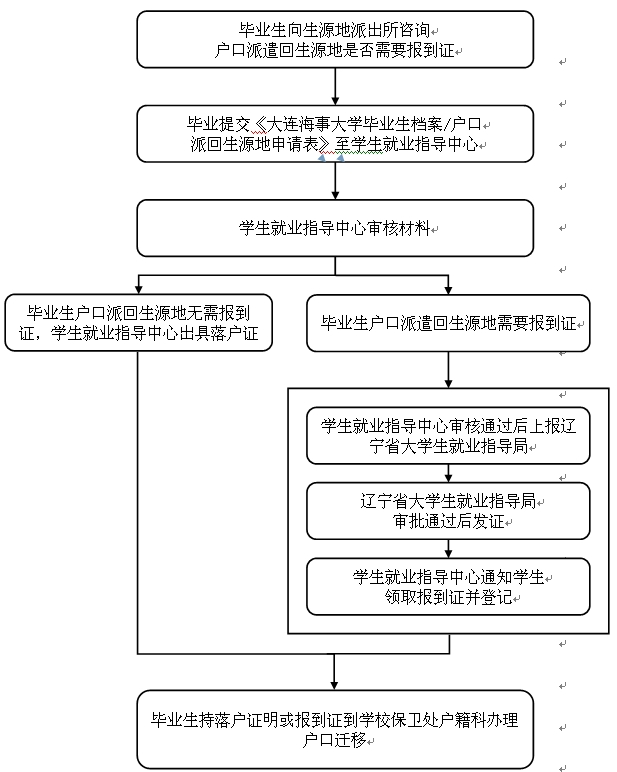 毕业生向生源地派出所咨询
户口派遣回生源地是否需要报到证
毕业提交《大连海事大学毕业生档案/户口
派回生源地申请表》至学生就业指导中心
学生就业指导中心审核材料
毕业生户口派回生源地无需报到
证，学生就业指导中心出具落户证
毕业生户口派遣回生源地需要报到证
学生就业指导中心审核通过后上报辽
宁省大学生就业指导局
辽宁省大学生就业指导局
审批通过后发证
学生就业指导中心通知学生
领取报到证并登记
毕业生持落户证明或报到证到学校保卫处户籍科办理
户口迁移